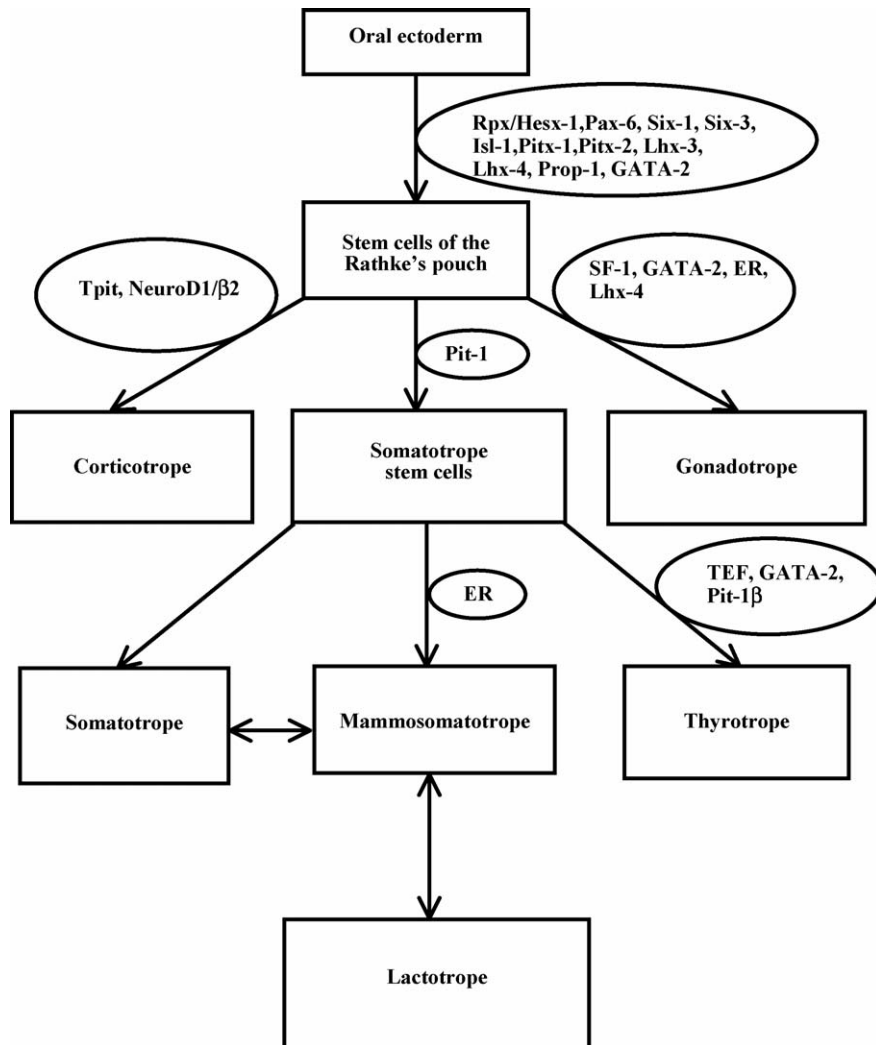 Oral ectoderm
Rpx/Hesx-1,Pax-6, Six-1, Six-3,
Isl-1,Pitx-1,Pitx-2, Lhx-3,
Lhx-4, Prop-1, GATA-2
Stem cells of the
Rathke's pouch
Tpit, NeuroD1/β2
SF-1, GATA-2, ER,
Lhx-4
Pit-1
Corticotrope
Somatotrope
stem cells
Gonadotrope
ER
TEF, GATA-2,
Pit-1β
Somatotrope
Mammosomatotrope
Thyrotrope
Lactotrope